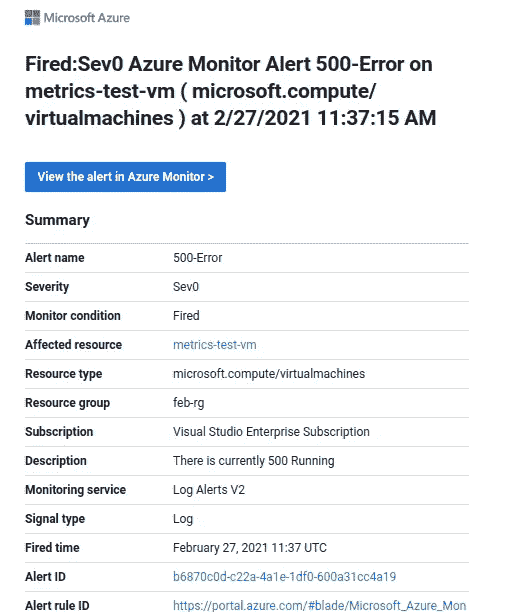 Microsoft Azure
Fired:Sev0 Azure Monitor Alert 500-Error on
metrics-test-vm ( microsoft.compute/
virtualmachines ) at 2/27/2021 11:37:15 AM
View the alert in Azure Monitor >
Summary
Alert name 500-Error
Severity Sev0
Monitor condition Fired
Affected resource metrics-test-vm
Resource type microsoft.compute/virtualmachines
Resource group feb-rg
Subscription Visual Studio Enterprise Subscription
Description There is currently 500 Running
Monitoring service Log Alerts V2
Signal type Log
Fired time February 27, 2021 11:37 UTC
Alert ID b6870c0d-c22a-4a1e-1df0-600a31cc4a19
Alert rule ID https://portal.azure.com/#blade/Microsoft_Azure_Mon